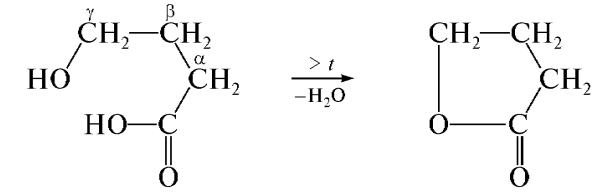 γ β
CH₂—CH₂ CH₂—CH₂
α > t
HO CH₂ CH₂
−H₂O
HO—C O—C
O O